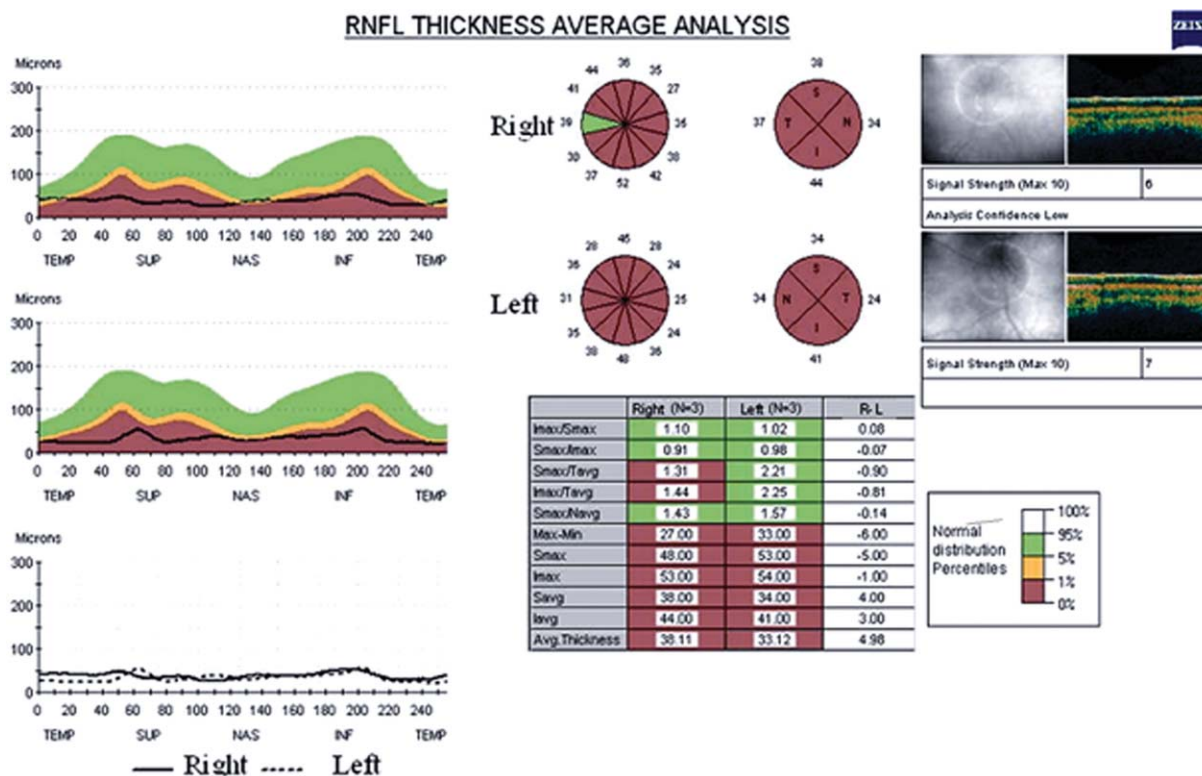 RNFL THICKNESS AVERAGE ANALYSIS
ZEISS
Microns
300
200
100
0
0 20 40 60 80 100 120 140 160 180 200 220 240
TEMP SUP NAS INF TEMP
Microns
300
200
100
0
0 20 40 60 80 100 120 140 160 180 200 220 240
TEMP SUP NAS INF TEMP
Microns
300
200
100
0
0 20 40 60 80 100 120 140 160 180 200 220 240
TEMP SUP NAS INF TEMP
Right Left
Right
36
44 35
41 27
39 35
30 38
37 42
52
38
S
37 T N 34
I
44
Left
46
28 28
35 24
31 25
35 24
38 36
48
34
S
34 N T 24
I
41
Signal Strength (Max 10) 6
Analysis Confidence Low
Signal Strength (Max 10) 7
Right (N=3) Left (N=3) R-L
Imax/Smax 1.10 1.02 0.08
Smax/Imax 0.91 0.98 -0.07
Smax/Tavg 1.31 2.21 -0.90
Imax/Tavg 1.44 2.25 -0.81
Smax/Navg 1.43 1.57 -0.14
Max-Min 27.00 33.00 -6.00
Smax 48.00 53.00 -5.00
Imax 53.00 54.00 -1.00
Savg 38.00 34.00 4.00
Iavg 44.00 41.00 3.00
Avg.Thickness 38.11 33.12 4.98
Normal
distribution
Percentiles
100%
95%
5%
1%
0%